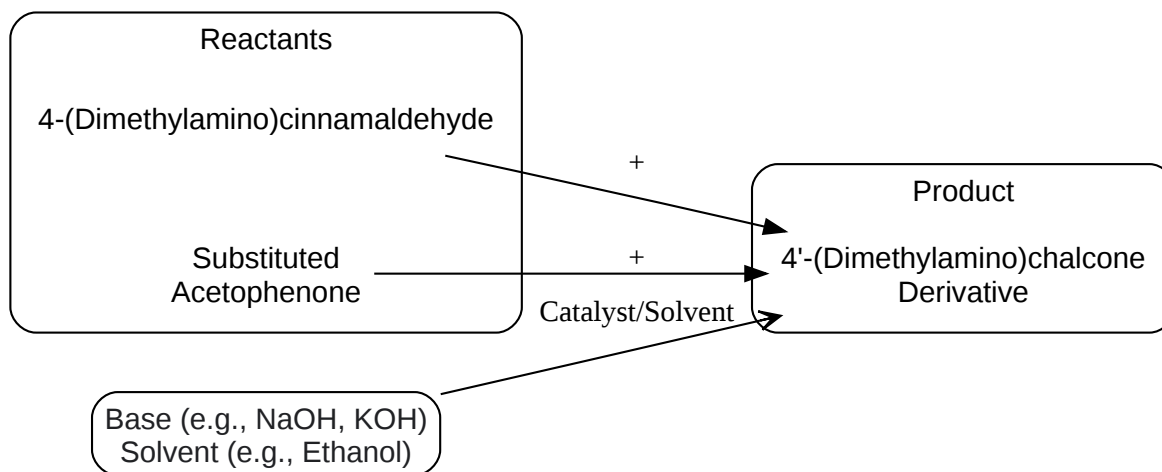 Reactants
4-(Dimethylamino)cinnamaldehyde
+
Product
Substituted
Acetophenone
+
4'-(Dimethylamino)chalcone
Derivative
Catalyst/Solvent
Base (e.g., NaOH, KOH)
Solvent (e.g., Ethanol)